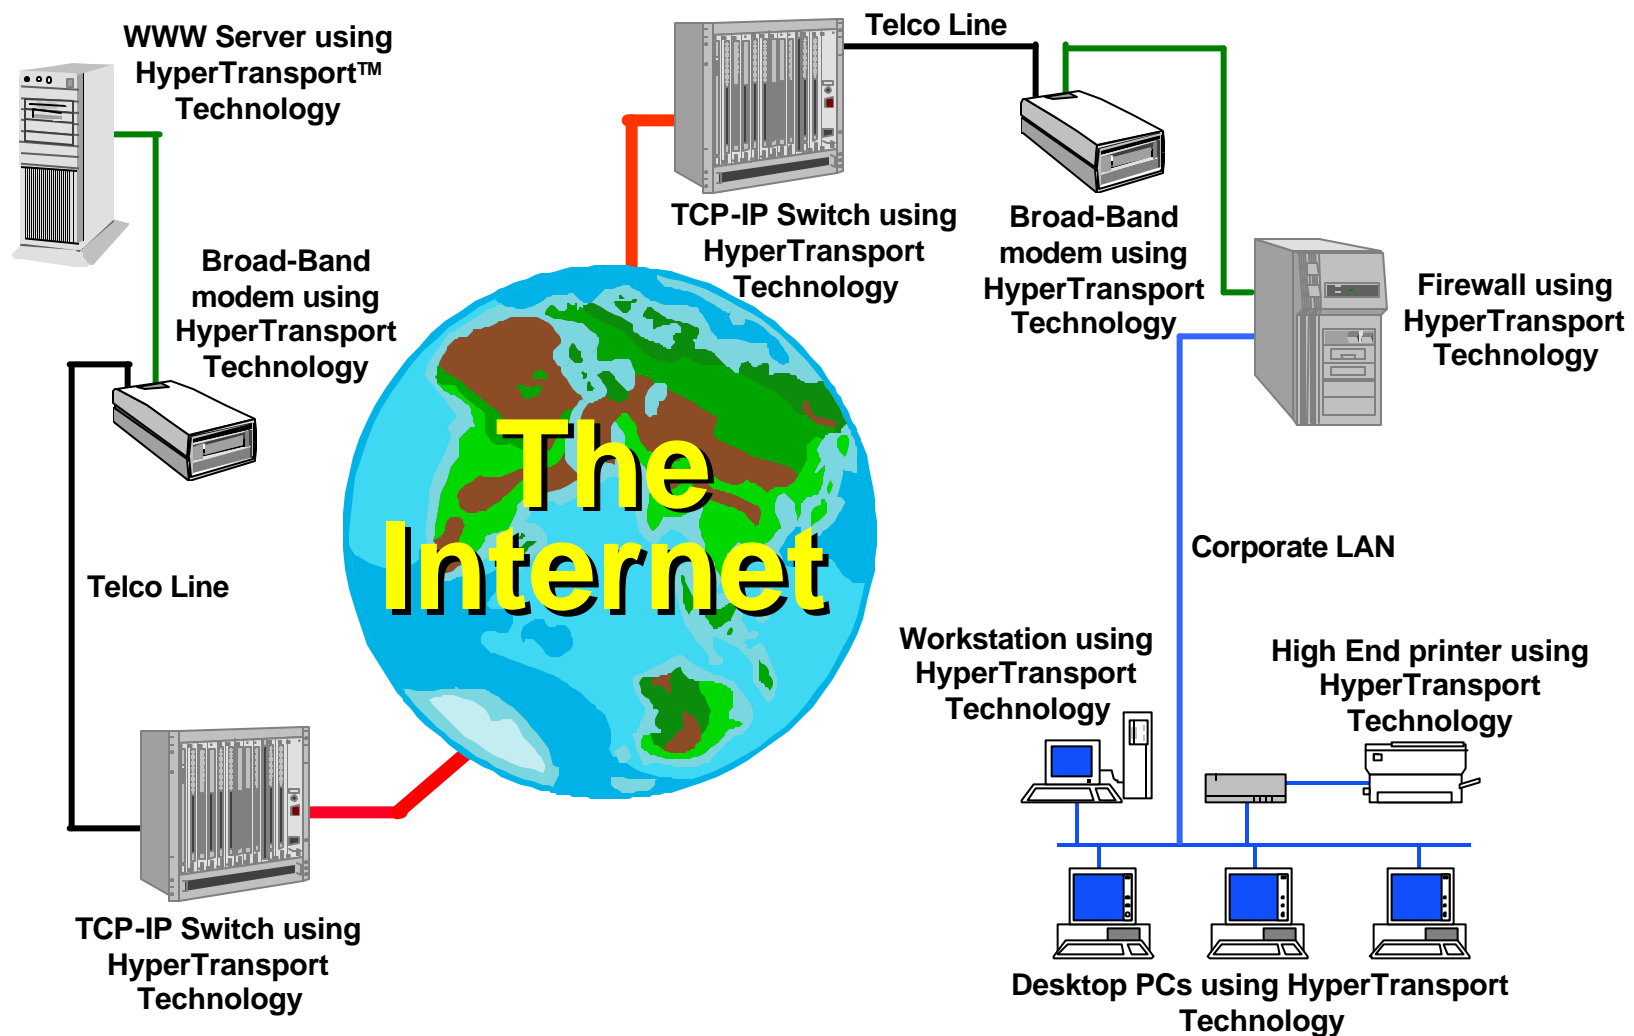 WWW Server using
HyperTransport™
Technology
Broad-Band
modem using
HyperTransport
Technology
Telco Line
TCP-IP Switch using
HyperTransport
Technology
The
Internet
Telco Line
TCP-IP Switch using
HyperTransport
Technology
Broad-Band
modem using
HyperTransport
Technology
Firewall using
HyperTransport
Technology
Corporate LAN
Workstation using
HyperTransport
Technology
High End printer using
HyperTransport
Technology
Desktop PCs using HyperTransport
Technology